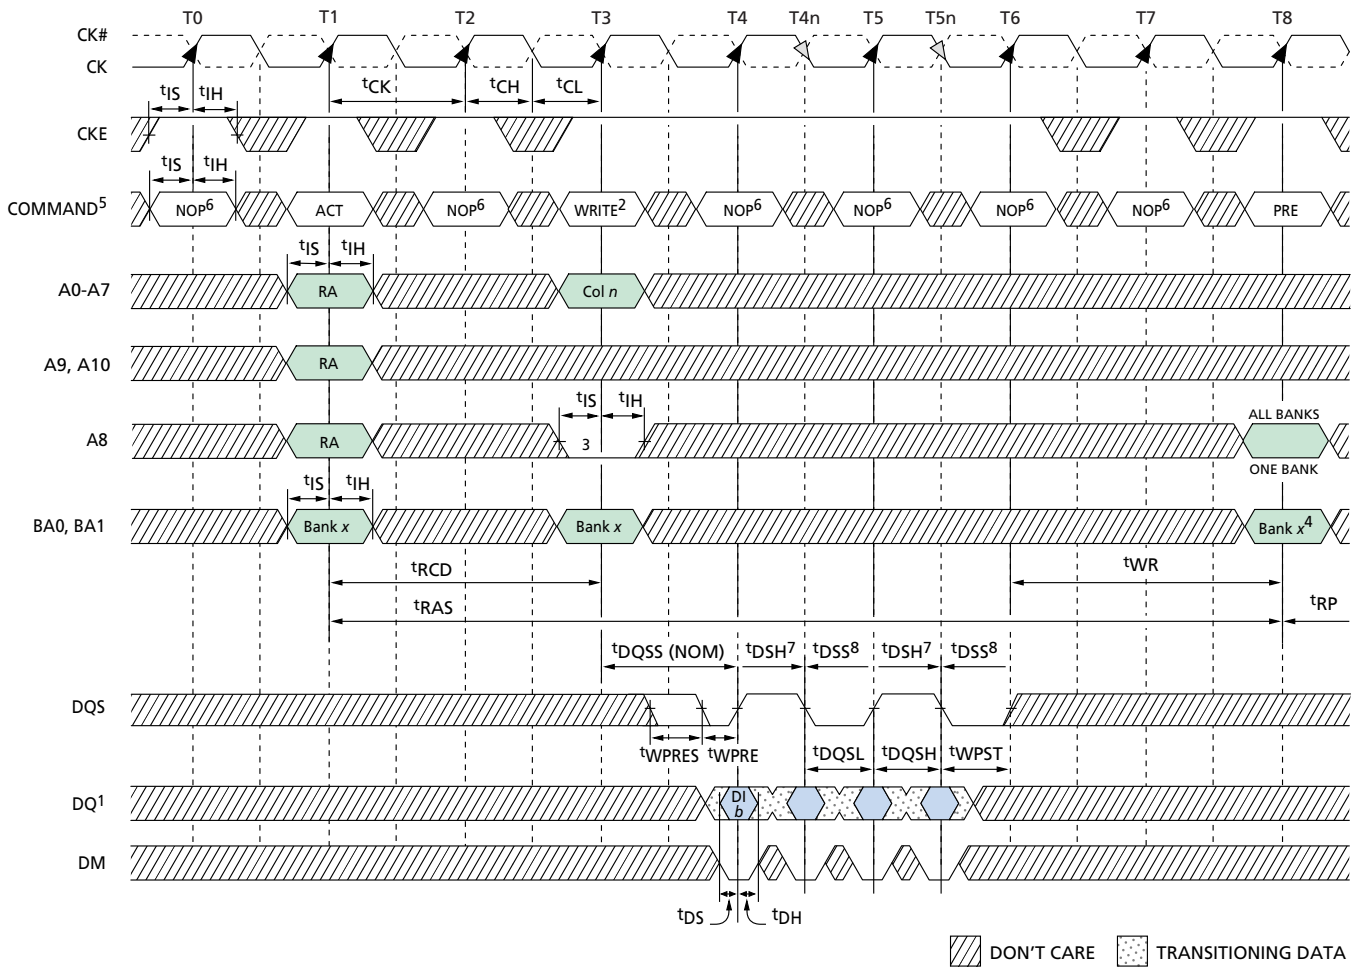 T0 T1 T2 T3 T4 T4n T5 T5n T6 T7 T8
CK#
CK
tCK tCH tCL
tIS tIH
CKE
tIS tIH
COMMAND5 NOP6 ACT NOP6 WRITE2 NOP6 NOP6 NOP6 NOP6 PRE
tIS tIH
A0-A7 RA Col n
A9, A10 RA
tIS tIH
ALL BANKS
A8 RA 3
ONE BANK
tIS tIH
BA0, BA1 Bank x Bank x Bank x4
tRCD tWR
tRAS tRP
tDQSS (NOM) tDSH7 tDSS8 tDSH7 tDSS8
DQS
tWPRES tWPRE tDQSL tDQSH tWPST
DQ1 DI
b
DM
tDS tDH
DON'T CARE TRANSITIONING DATA